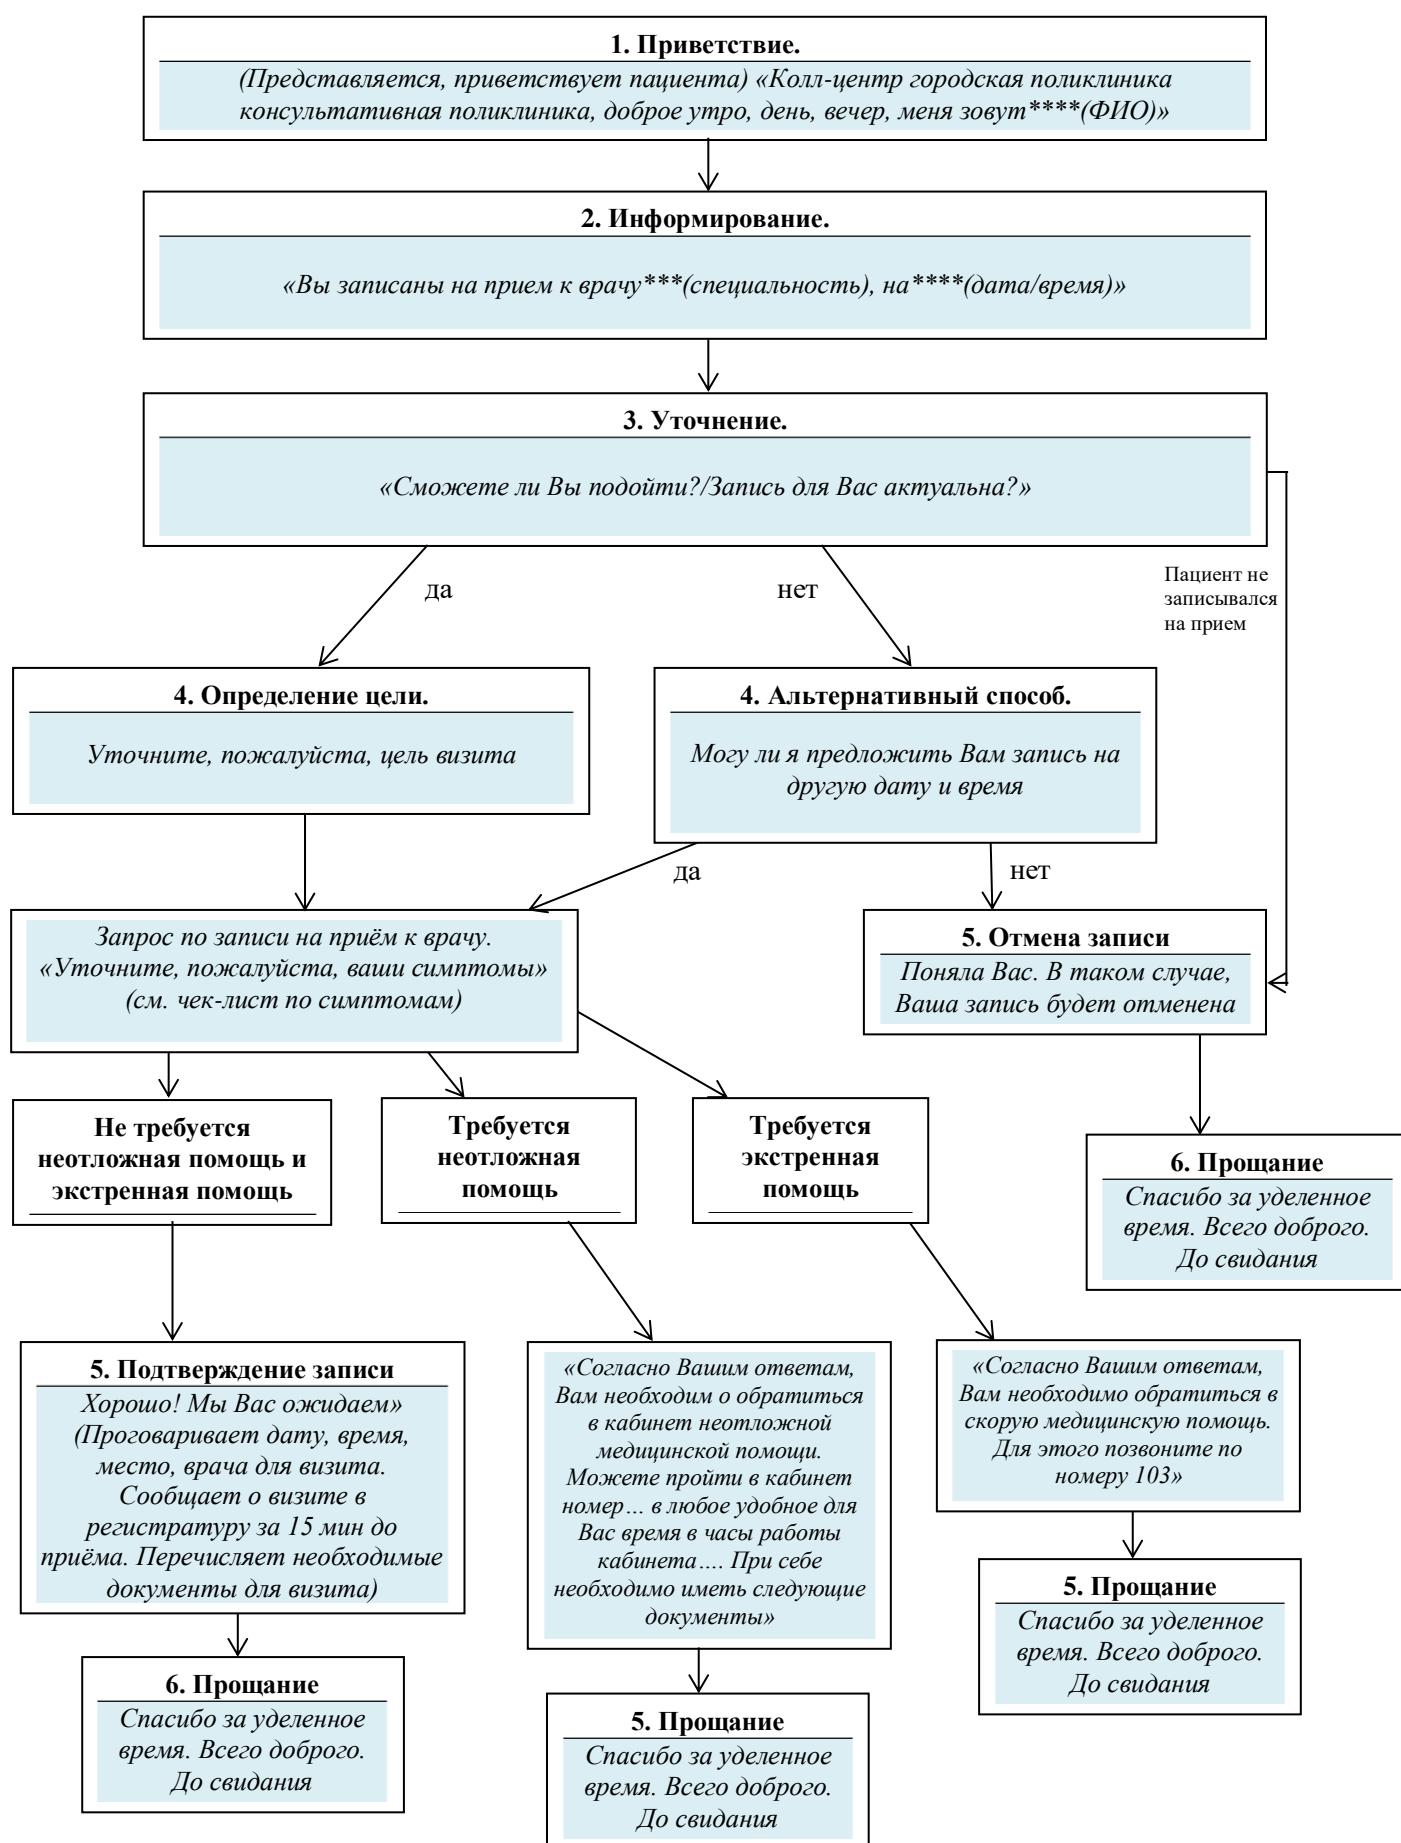 1. Приветствие.
(Представляется, приветствует пациента) «Колл-центр городская поликлиника
консультативная поликлиника, доброе утро, день, вечер, меня зовут****(ФИО)»
2. Информирование.
«Вы записаны на прием к врачу***(специальность), на****(дата/время)»
3. Уточнение.
«Сможете ли Вы подойти?/Запись для Вас актуальна?»
да
нет
Пациент не
записывался
на прием
4. Определение цели.
Уточните, пожалуйста, цель визита
4. Альтернативный способ.
Могу ли я предложить Вам запись на
другую дату и время
да
нет
Запрос по записи на приём к врачу.
«Уточните, пожалуйста, ваши симптомы»
(см. чек-лист по симптомам)
5. Отмена записи
Поняла Вас. В таком случае,
Ваша запись будет отменена
Не требуется
неотложная помощь и
экстренная помощь
Требуется
неотложная
помощь
Требуется
экстренная
помощь
6. Прощание
Спасибо за уделенное
время. Всего доброго.
До свидания
5. Подтверждение записи
Хорошо! Мы Вас ожидаем»
(Проговаривает дату, время,
место, врача для визита.
Сообщает о визите в
регистратуру за 15 мин до
приёма. Перечисляет необходимые
документы для визита)
«Согласно Вашим ответам,
Вам необходим о обратиться
в кабинет неотложной
медицинской помощи.
Можете пройти в кабинет
номер… в любое удобное для
Вас время в часы работы
кабинета…. При себе
необходимо иметь следующие
документы»
«Согласно Вашим ответам,
Вам необходимо обратиться в
скорую медицинскую помощь.
Для этого позвоните по
номеру 103»
5. Прощание
Спасибо за уделенное
время. Всего доброго.
До свидания
6. Прощание
Спасибо за уделенное
время. Всего доброго.
До свидания
5. Прощание
Спасибо за уделенное
время. Всего доброго.
До свидания